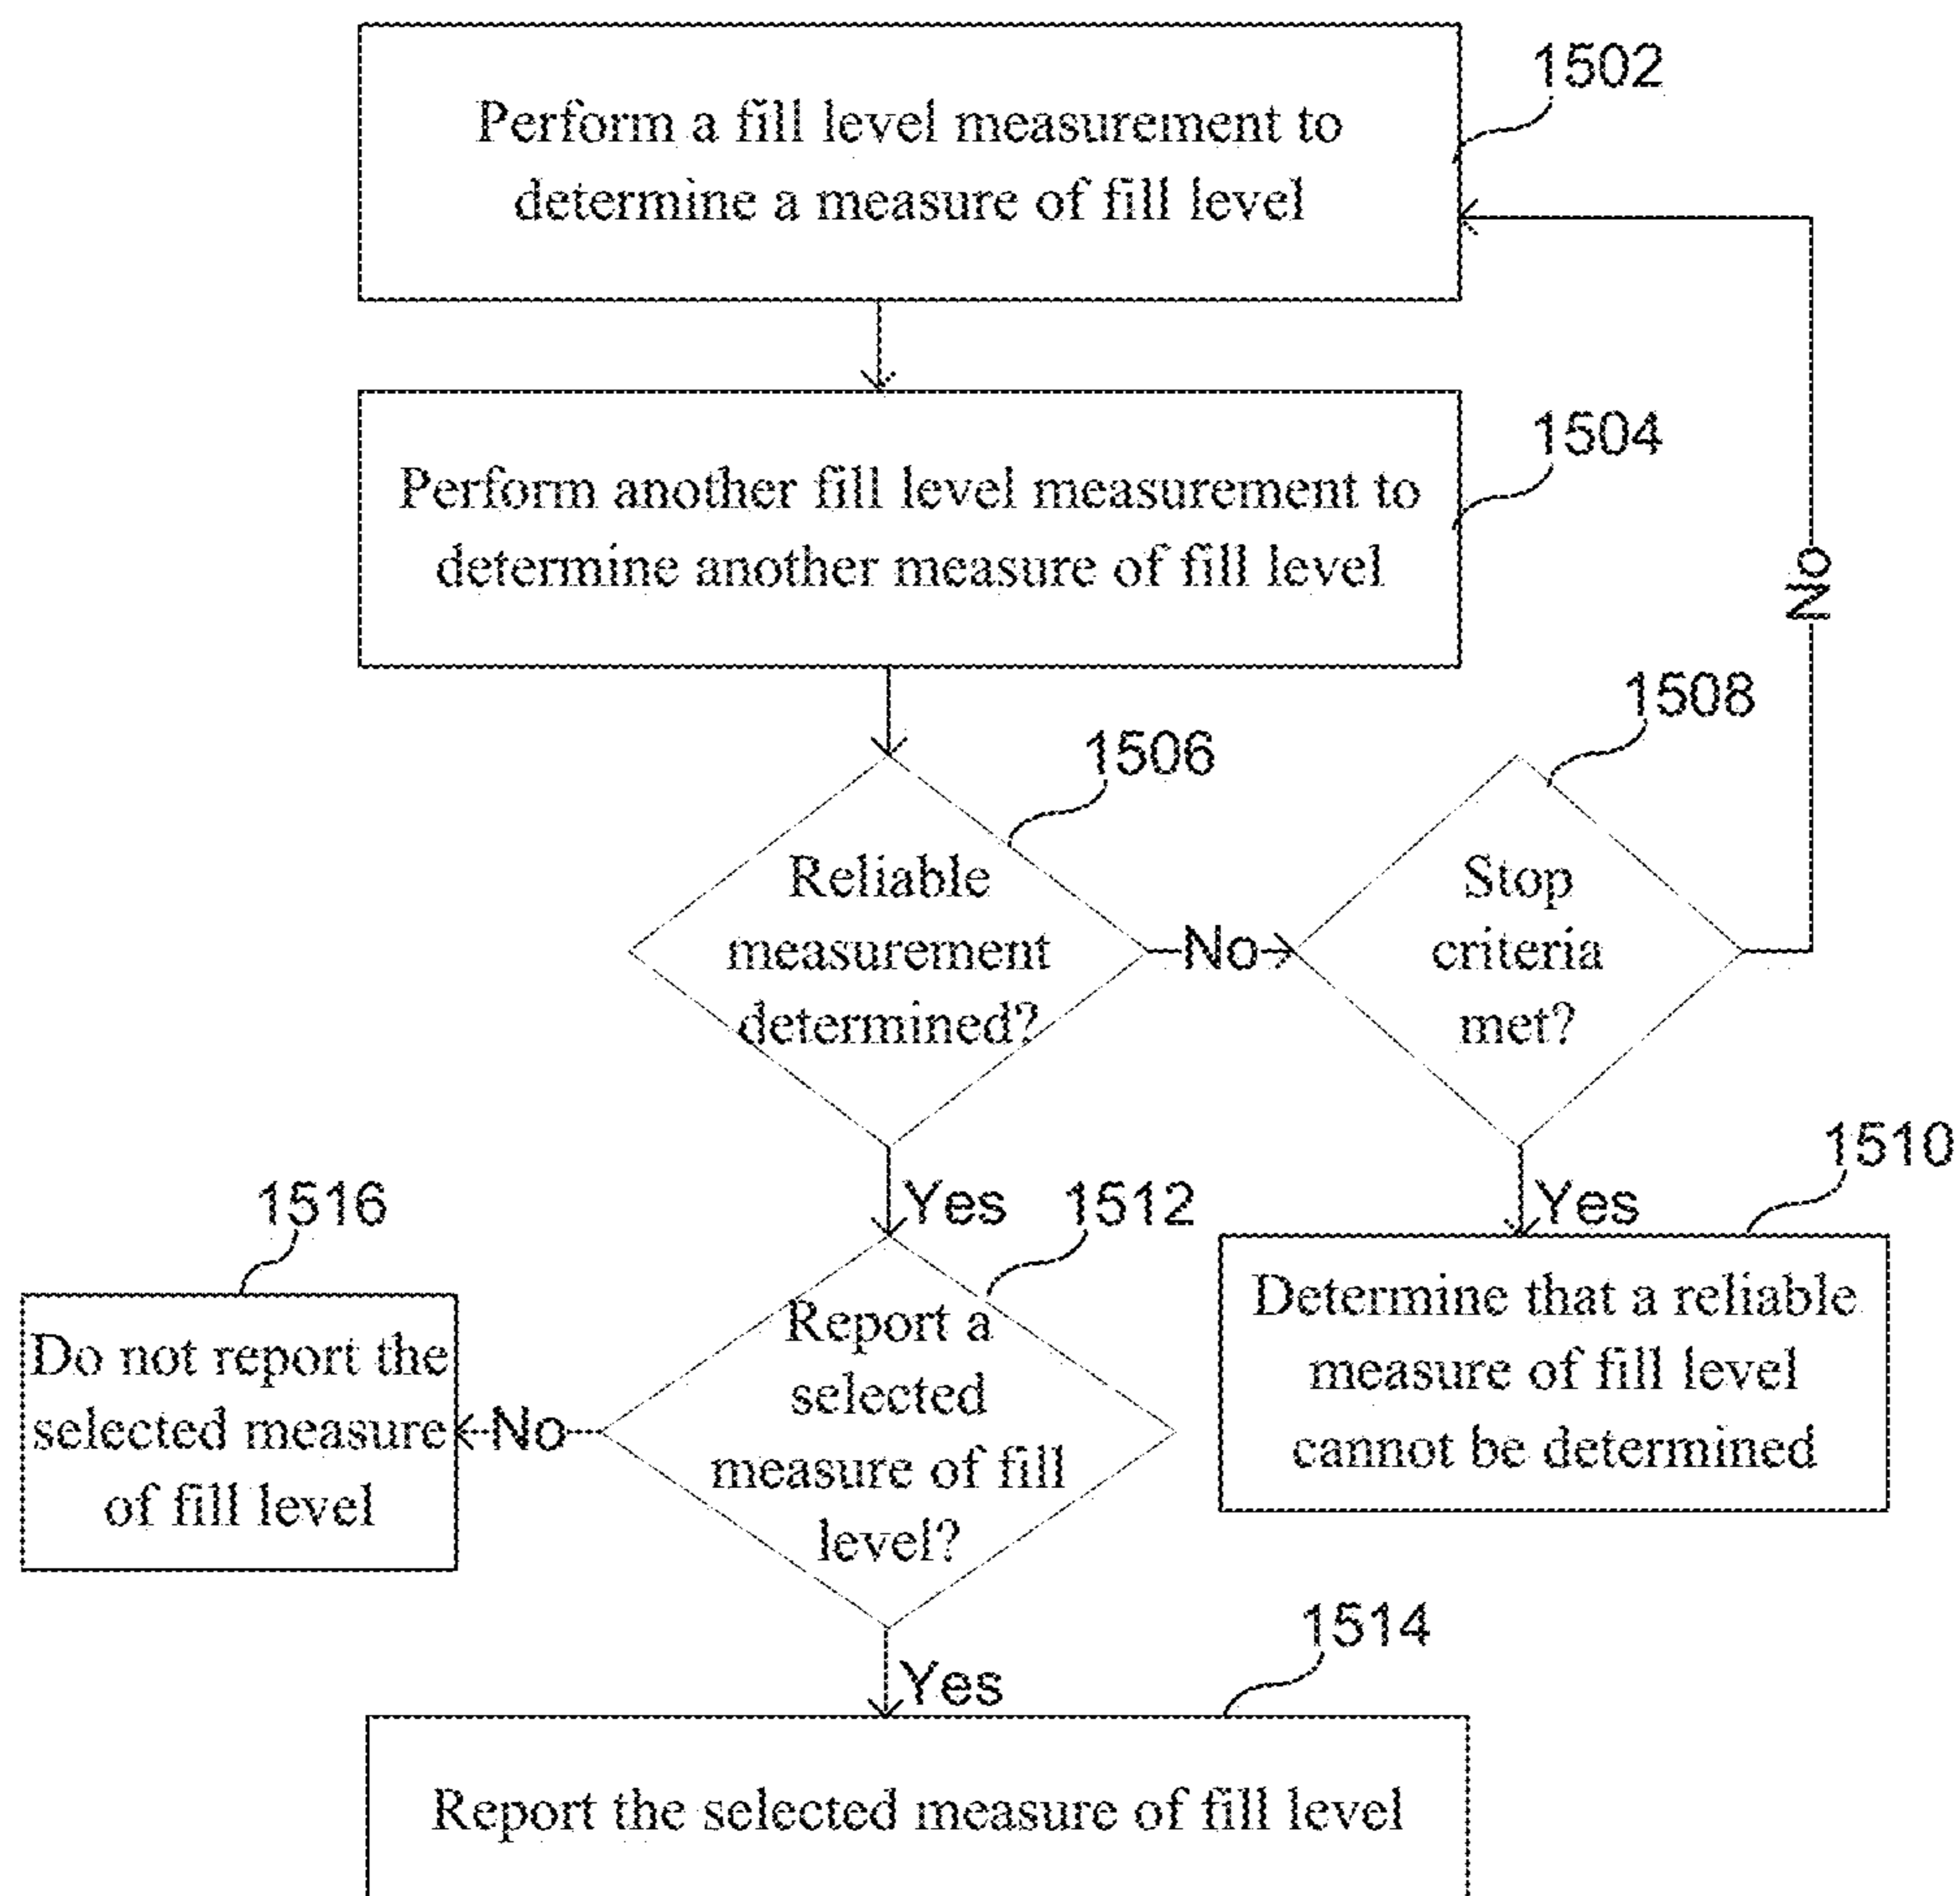 1502
Perform a fill level measurement to
determine a measure of fill level
1504
Perform another fill level measurement to
determine another measure of fill level
No
1508
1506
Reliable
measurement
determined?
No
Stop
criteria
met?
1510
1516
Yes
1512
Yes
Do not report the
selected measure
of fill level
No
Report a
selected
measure of fill
level?
Determine that a reliable
measure of fill level
cannot be determined
1514
Yes
Report the selected measure of fill level